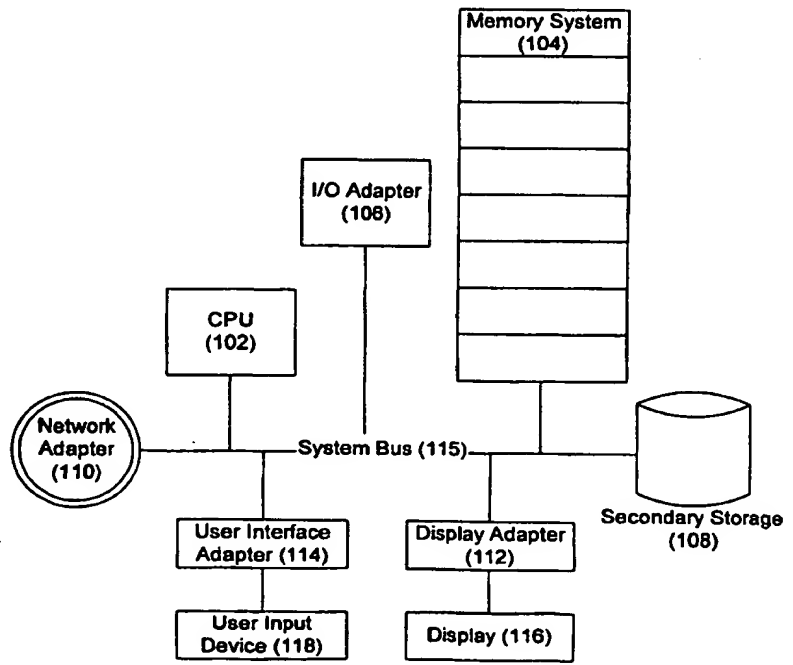 Memory System
(104)
I/O Adapter
(106)
CPU
(102)
Network
Adapter
(110)
System Bus (115)
Secondary Storage
(108)
User Interface
Adapter (114)
Display Adapter
(112)
User Input
Device (118)
Display (116)